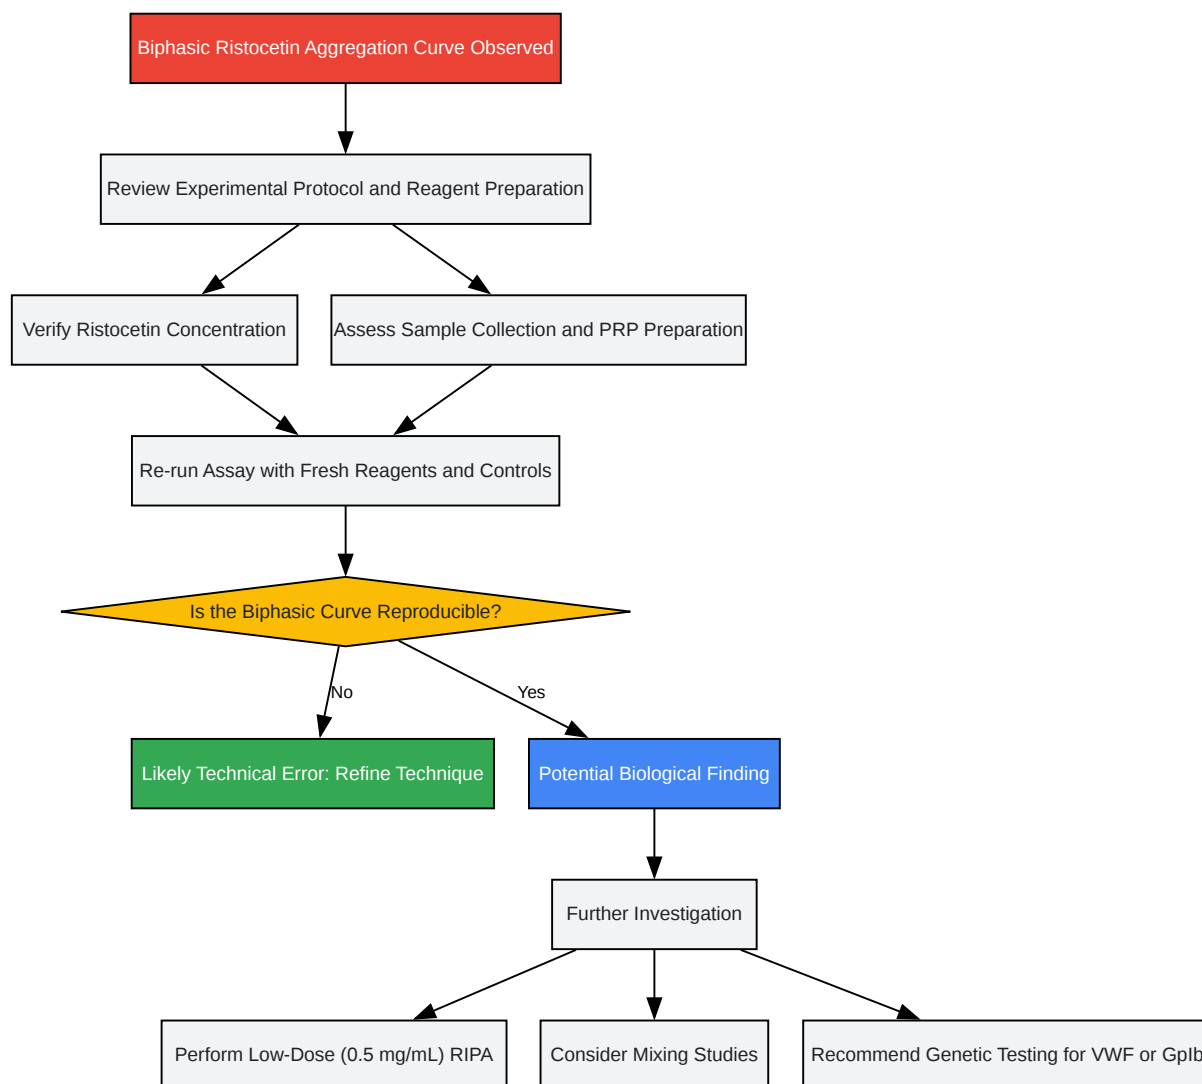 Biphasic Ristocetin Aggregation Curve Observed
Review Experimental Protocol and Reagent Preparation
Verify Ristocetin Concentration
Assess Sample Collection and PRP Preparation
Re-run Assay with Fresh Reagents and Controls
Is the Biphasic Curve Reproducible?
No
Yes
Likely Technical Error: Refine Technique
Potential Biological Finding
Further Investigation
Perform Low-Dose (0.5 mg/mL) RIPA
Consider Mixing Studies
Recommend Genetic Testing for VWF or GpIb